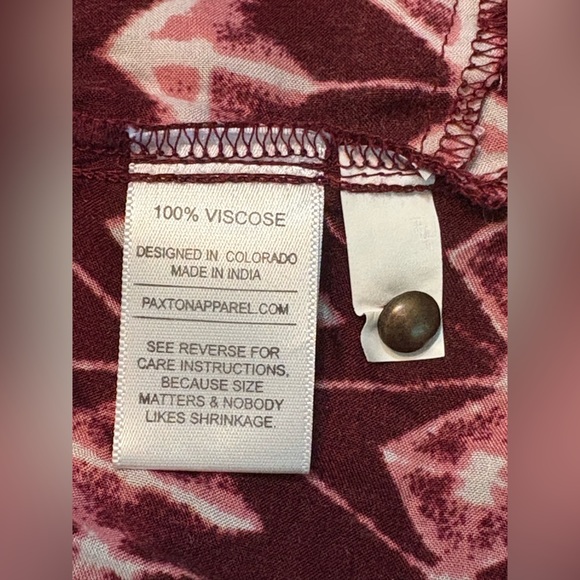 100% VISCOSE
DESIGNED IN COLORADO
MADE IN INDIA
PAXTONAPPAREL.COM
SEE REVERSE FOR
CARE INSTRUCTIONS,
BECAUSE SIZE
MATTERS & NOBODY
LIKES SHRINKAGE.